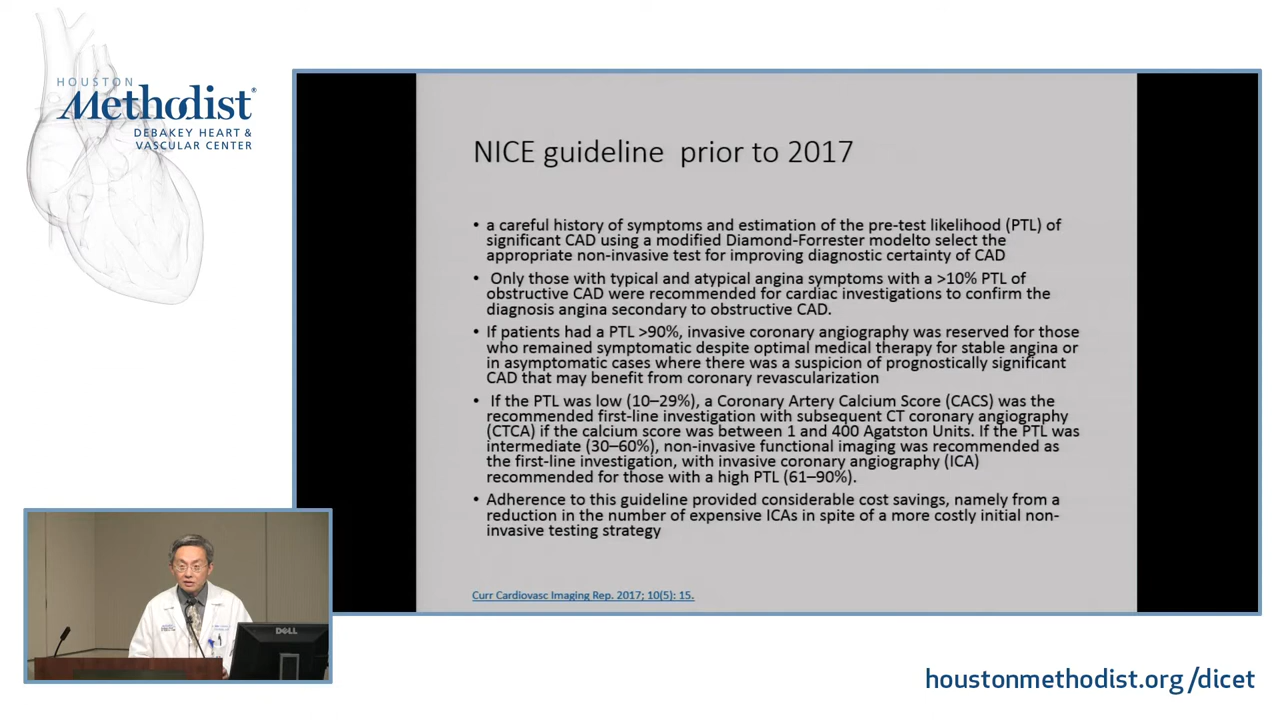 HOUSTON
Methodist®
DEBAKEY HEART &
VASCULAR CENTER
NICE guideline prior to 2017
• a careful history of symptoms and estimation of the pre-test likelihood (PTL) of
significant CAD using a modified Diamond-Forrester modelto select the
appropriate non-invasive test for improving diagnostic certainty of CAD
• Only those with typical and atypical angina symptoms with a >10% PTL of
obstructive CAD were recommended for cardiac investigations to confirm the
diagnosis angina secondary to obstructive CAD.
• If patients had a PTL >90%, invasive coronary angiography was reserved for those
who remained symptomatic despite optimal medical therapy for stable angina or
in asymptomatic cases where there was a suspicion of prognostically significant
CAD that may benefit from coronary revascularization
• If the PTL was low (10–29%), a Coronary Artery Calcium Score (CACS) was the
recommended first-line investigation with subsequent CT coronary angiography
(CTCA) if the calcium score was between 1 and 400 Agatston Units. If the PTL was
intermediate (30–60%), non-invasive functional imaging was recommended as
the first-line investigation, with invasive coronary angiography (ICA)
recommended for those with a high PTL (61–90%).
• Adherence to this guideline provided considerable cost savings, namely from a
reduction in the number of expensive ICAs in spite of a more costly initial non-
invasive testing strategy
Curr Cardiovasc Imaging Rep. 2017; 10(5): 15.
DELL
houstonmethodist.org/dicet